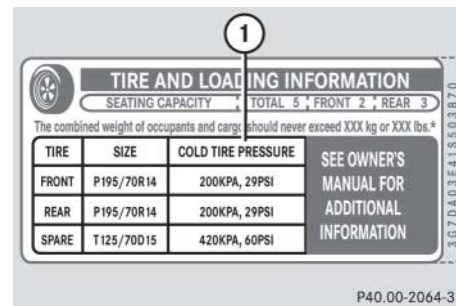 1
TIRE AND LOADING INFORMATION
SEATING CAPACITY TOTAL 5 FRONT 2 REAR 3
The combined weight of occupants and cargo should never exceed XXX kg or XXX lbs.*
TIRE SIZE COLD TIRE PRESSURE
SEE OWNER'S
MANUAL FOR
ADDITIONAL
INFORMATION
FRONT P195/70R14 200KPA, 29PSI
REAR P195/70R14 200KPA, 29PSI
SPARE T125/70D15 420KPA, 60PSI
3G7DA03E41S503870
P40.00-2064-31